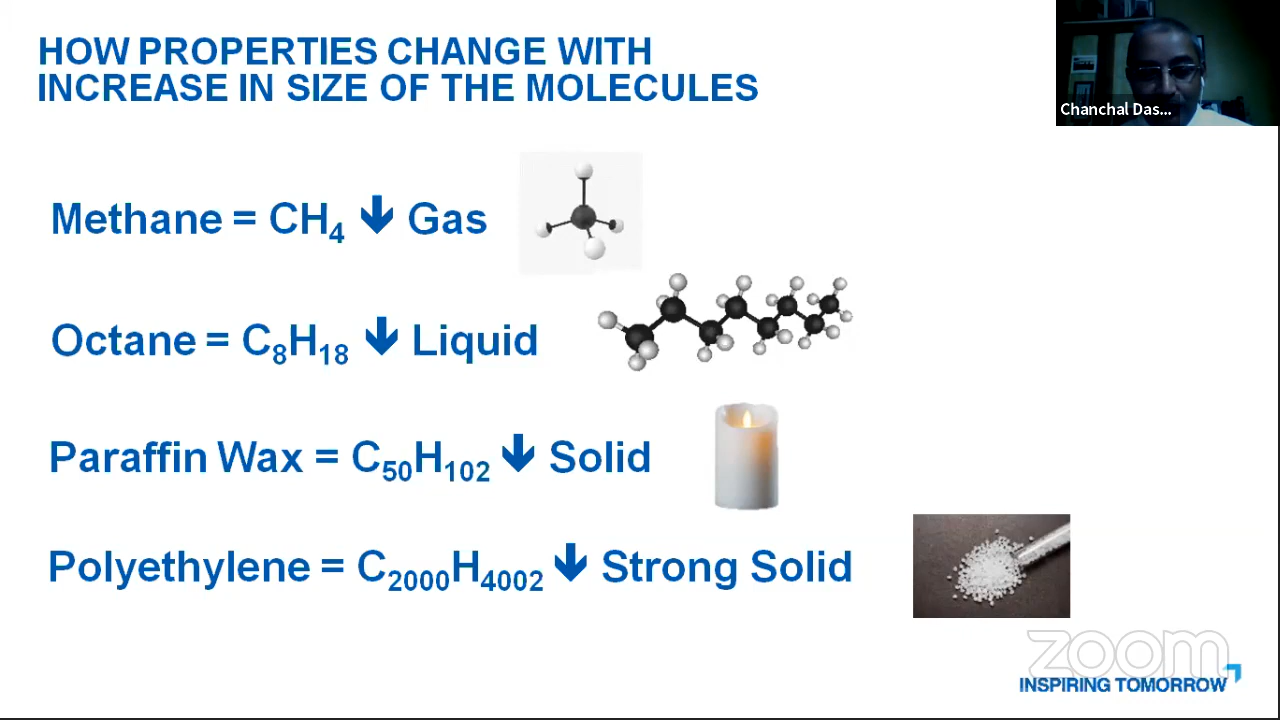 HOW PROPERTIES CHANGE WITH
INCREASE IN SIZE OF THE MOLECULES
Chanchal Das...
Methane = CH₄ 🡻 Gas
Octane = C₈H₁₈ 🡻 Liquid
Paraffin Wax = C₅₀H₁₀₂ 🡻 Solid
Polyethylene = C₂₀₀₀H₄₀₀₂ 🡻 Strong Solid
zoom
INSPIRING TOMORROW